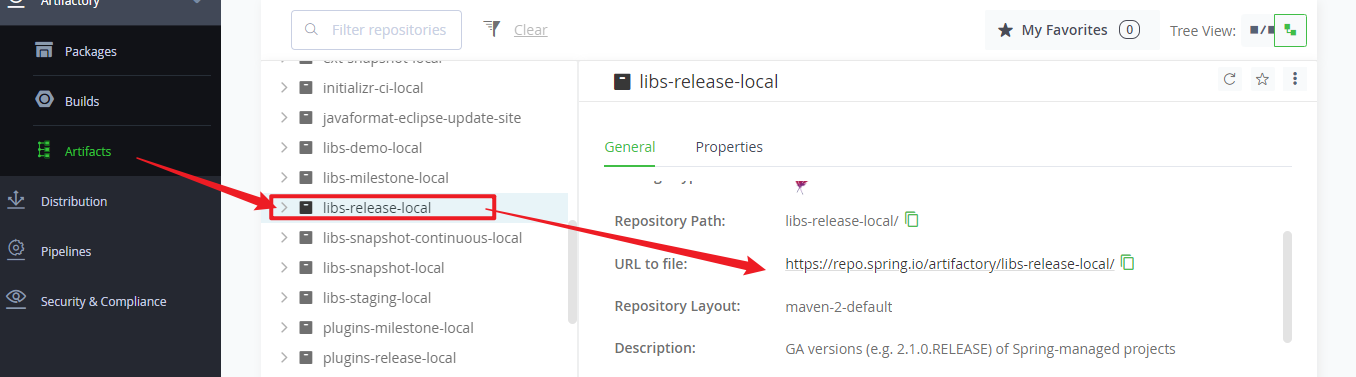 Artifactory
Packages
Builds
Artifacts
Distribution
Pipelines
Security & Compliance
Filter repositories
Clear
My Favorites
0
Tree View:
ext-snapshot-local
initializr-ci-local
javaformat-eclipse-update-site
libs-demo-local
libs-milestone-local
libs-release-local
libs-snapshot-continuous-local
libs-snapshot-local
libs-staging-local
plugins-milestone-local
plugins-release-local
libs-release-local
General
Properties
Repository Path:
libs-release-local/
URL to file:
https://repo.spring.io/artifactory/libs-release-local/
Repository Layout:
maven-2-default
Description:
GA versions (e.g. 2.1.0.RELEASE) of Spring-managed projects